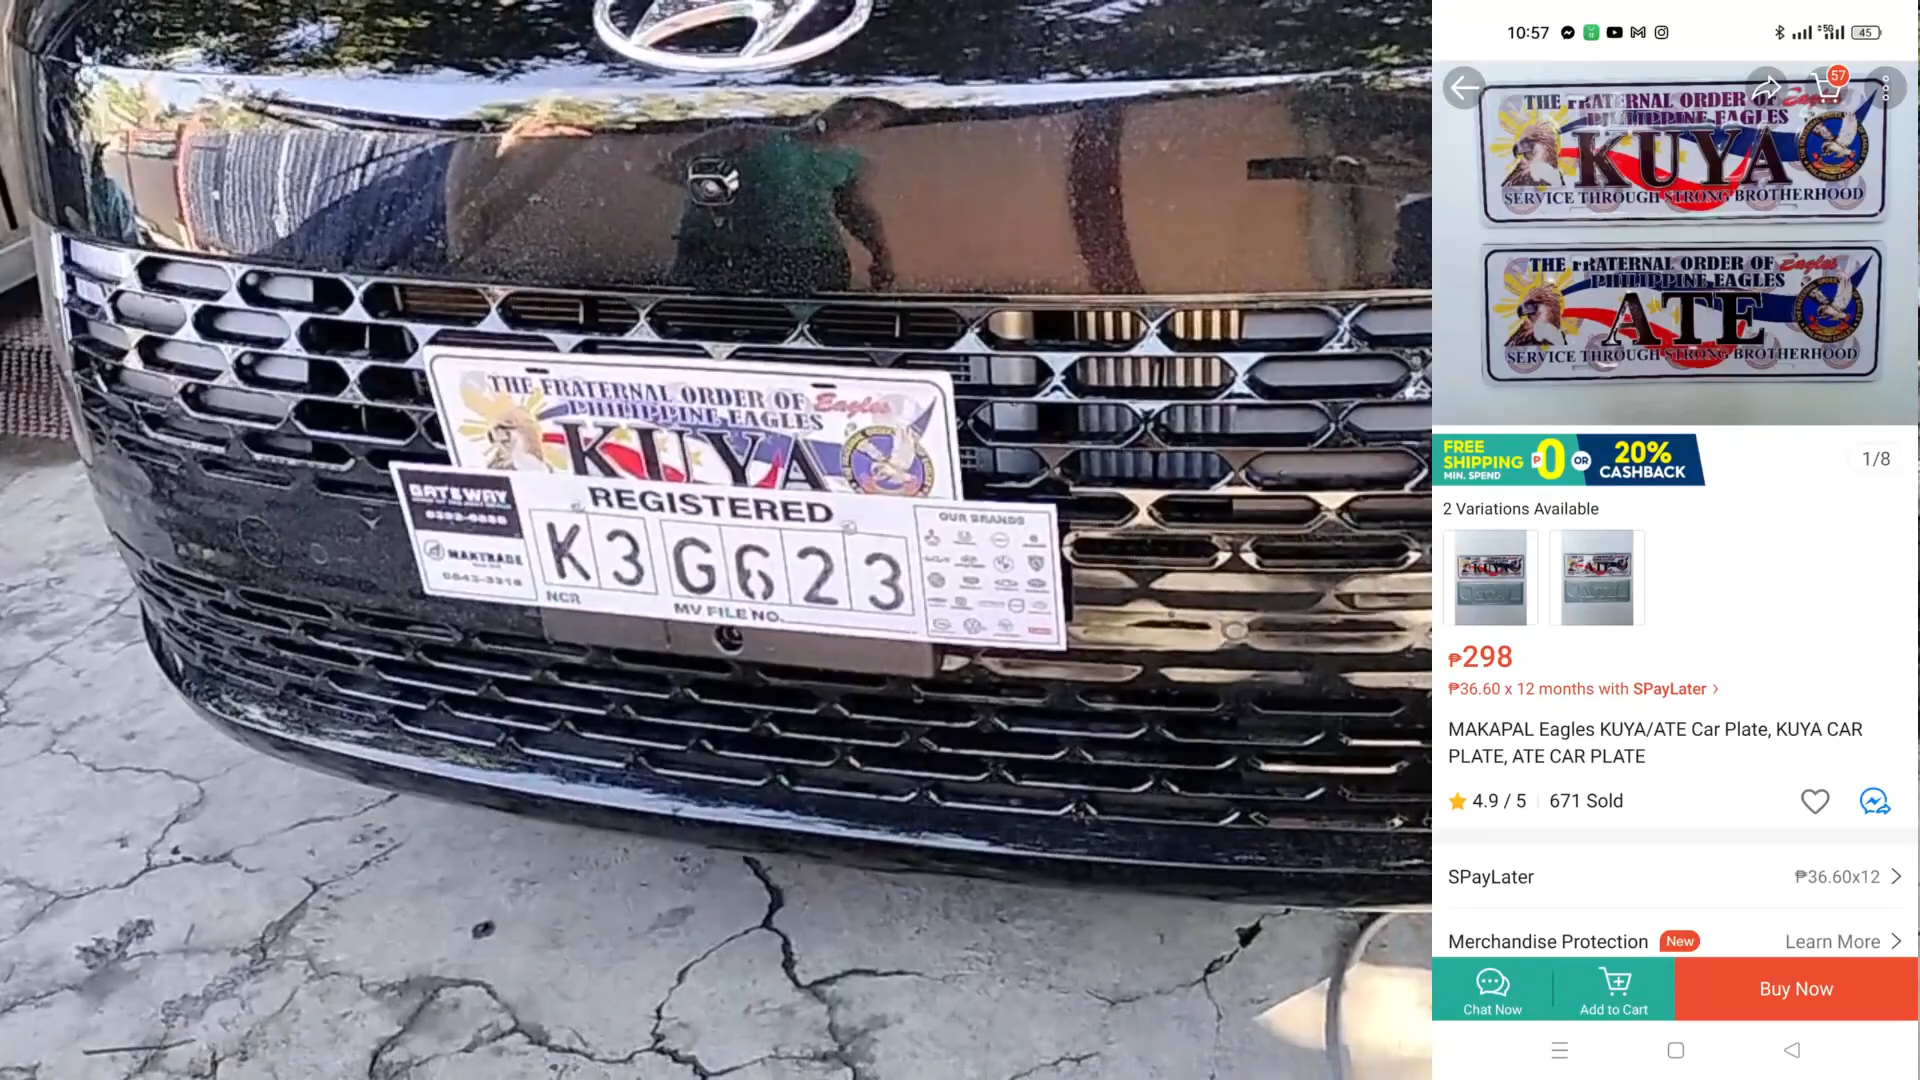 THE FRATERNAL ORDER OF Eagles
PHILIPPINE EAGLES
KUYA
GATEWAY
REGISTERED
OUR BRANDS
K3G623
MAXTRADE
NCR
MV FILE NO.
10:57
45
57
THE FRATERNAL ORDER OF Eagles
PHILIPPINE EAGLES
KUYA
SERVICE THROUGH STRONG BROTHERHOOD
THE FRATERNAL ORDER OF Eagles
PHILIPPINE EAGLES
ATE
SERVICE THROUGH STRONG BROTHERHOOD
FREE SHIPPING MIN. SPEND ₱0 OR 20% CASHBACK
1/8
2 Variations Available
₱298
₱36.60 x 12 months with SPayLater >
MAKAPAL Eagles KUYA/ATE Car Plate, KUYA CAR
PLATE, ATE CAR PLATE
4.9 / 5 671 Sold
SPayLater ₱36.60x12
Merchandise Protection New Learn More
Chat Now Add to Cart Buy Now